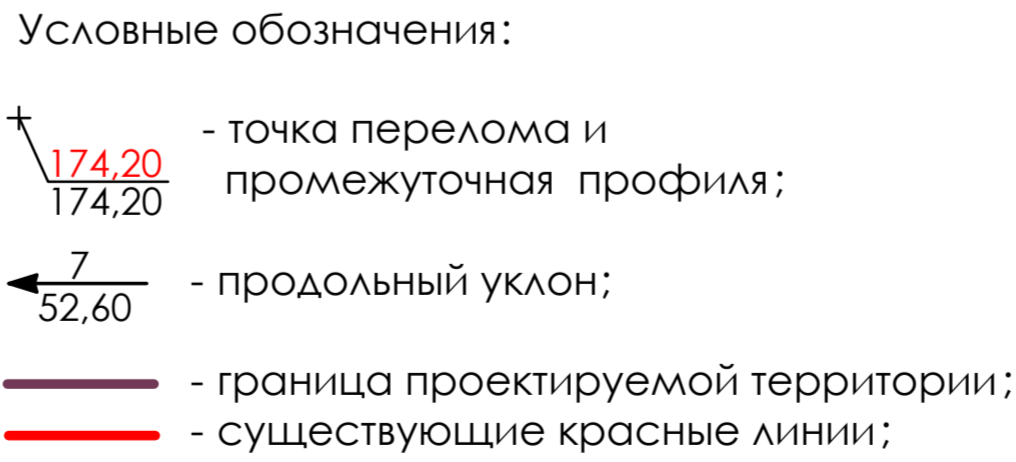 Условные обозначения:
174,20 - точка перелома и
174,20 промежуточная профиля;
7
52,60 - продольный уклон;
- граница проектируемой территории;
- существующие красные линии;